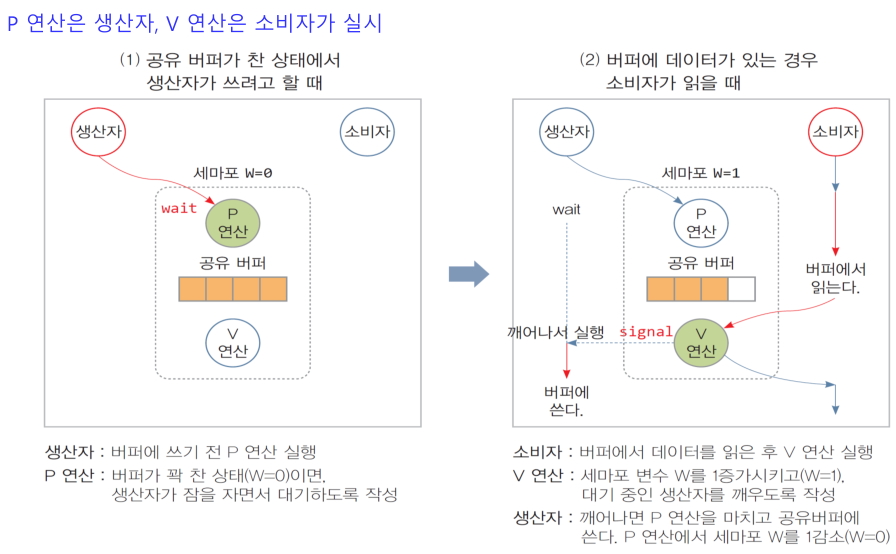 P 연산은 생산자, V 연산은 소비자가 실시
(1) 공유 버퍼가 찬 상태에서
생산자가 쓰려고 할 때
생산자
소비자
세마포 W=0
wait
P
연산
공유 버퍼
V
연산
생산자 : 버퍼에 쓰기 전 P 연산 실행
P 연산 : 버퍼가 꽉 찬 상태(W=0)이면,
생산자가 잠을 자면서 대기하도록 작성
(2) 버퍼에 데이터가 있는 경우
소비자가 읽을 때
생산자
소비자
세마포 W=1
wait
P
연산
공유 버퍼
버퍼에서
읽는다.
깨어나서 실행
signal
V
연산
버퍼에
쓴다.
소비자 : 버퍼에서 데이터를 읽은 후 V 연산 실행
V 연산 : 세마포 변수 W를 1증가시키고(W=1),
대기 중인 생산자를 깨우도록 작성
생산자 : 깨어나면 P 연산을 마치고 공유버퍼에
쓴다. P 연산에서 세마포 W를 1감소(W=0)